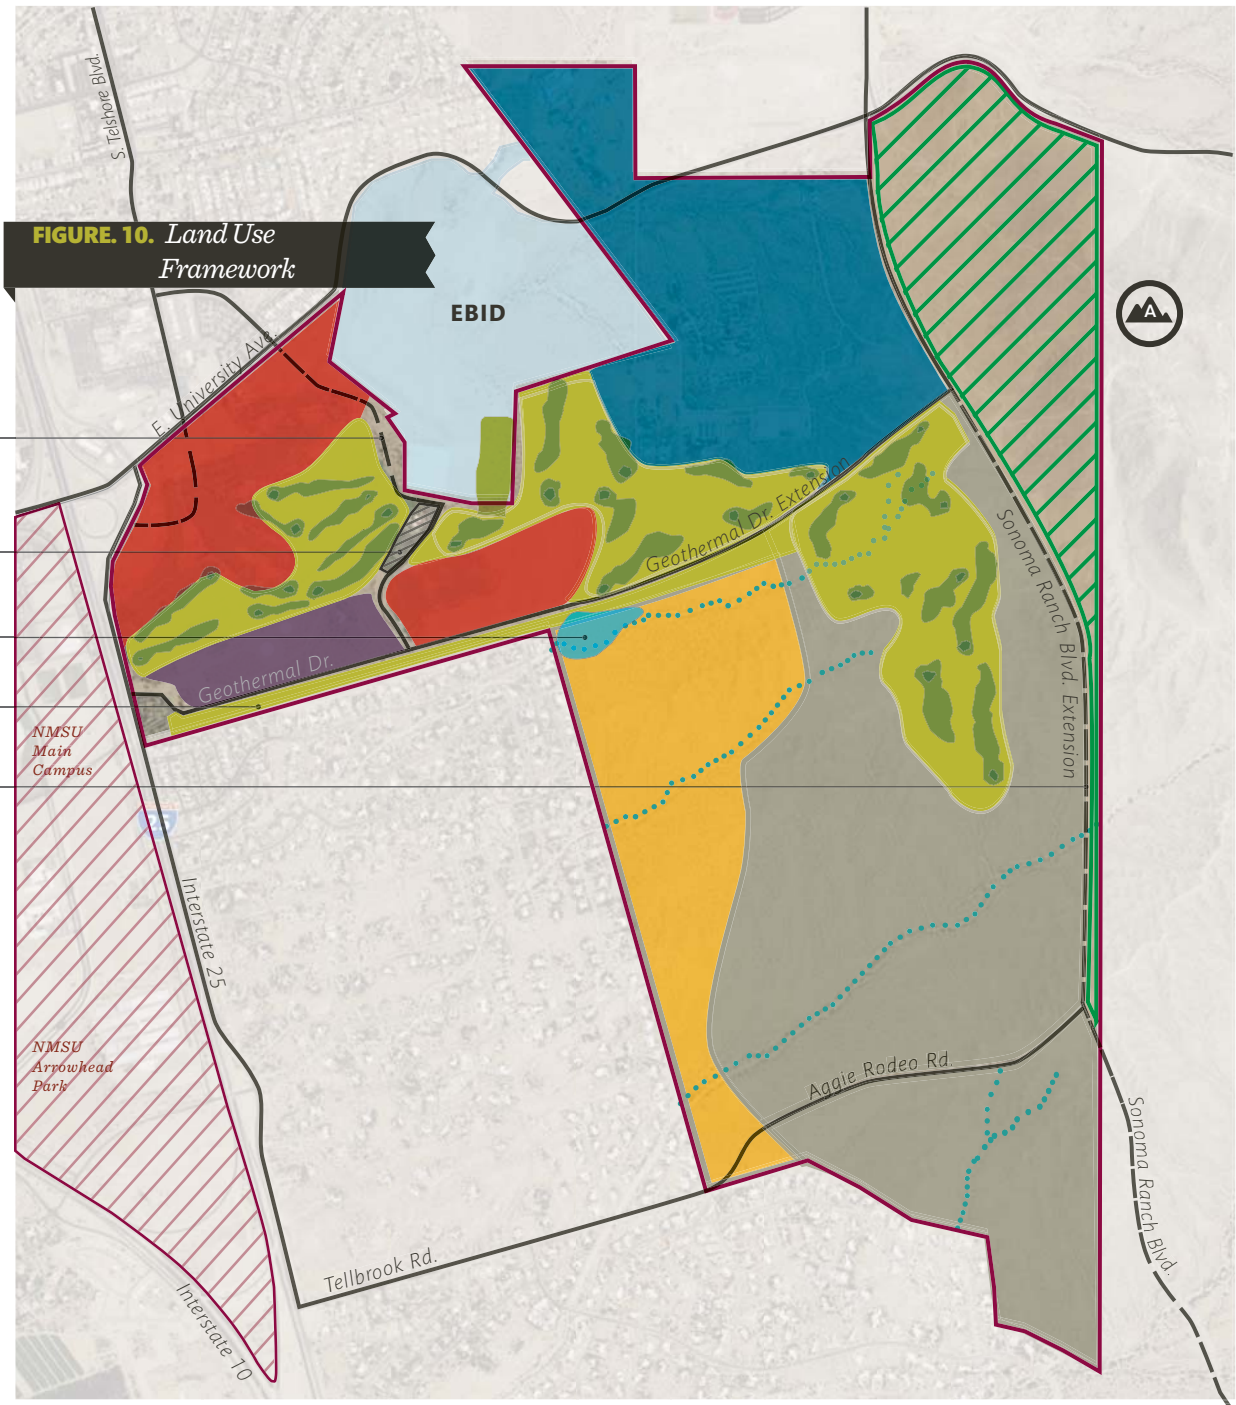 S. Telshore Blvd.
FIGURE. 10. Land Use
Framework
EBID
A
E. University Ave.
Geothermal Dr. Extension
Sonoma Ranch Blvd. Extension
Geothermal Dr.
NMSU
Main
Campus
25
Interstate 25
NMSU
Arrowhead
Park
Aggie Rodeo Rd.
Sonoma Ranch Blvd.
Tellbrook Rd.
Interstate 10